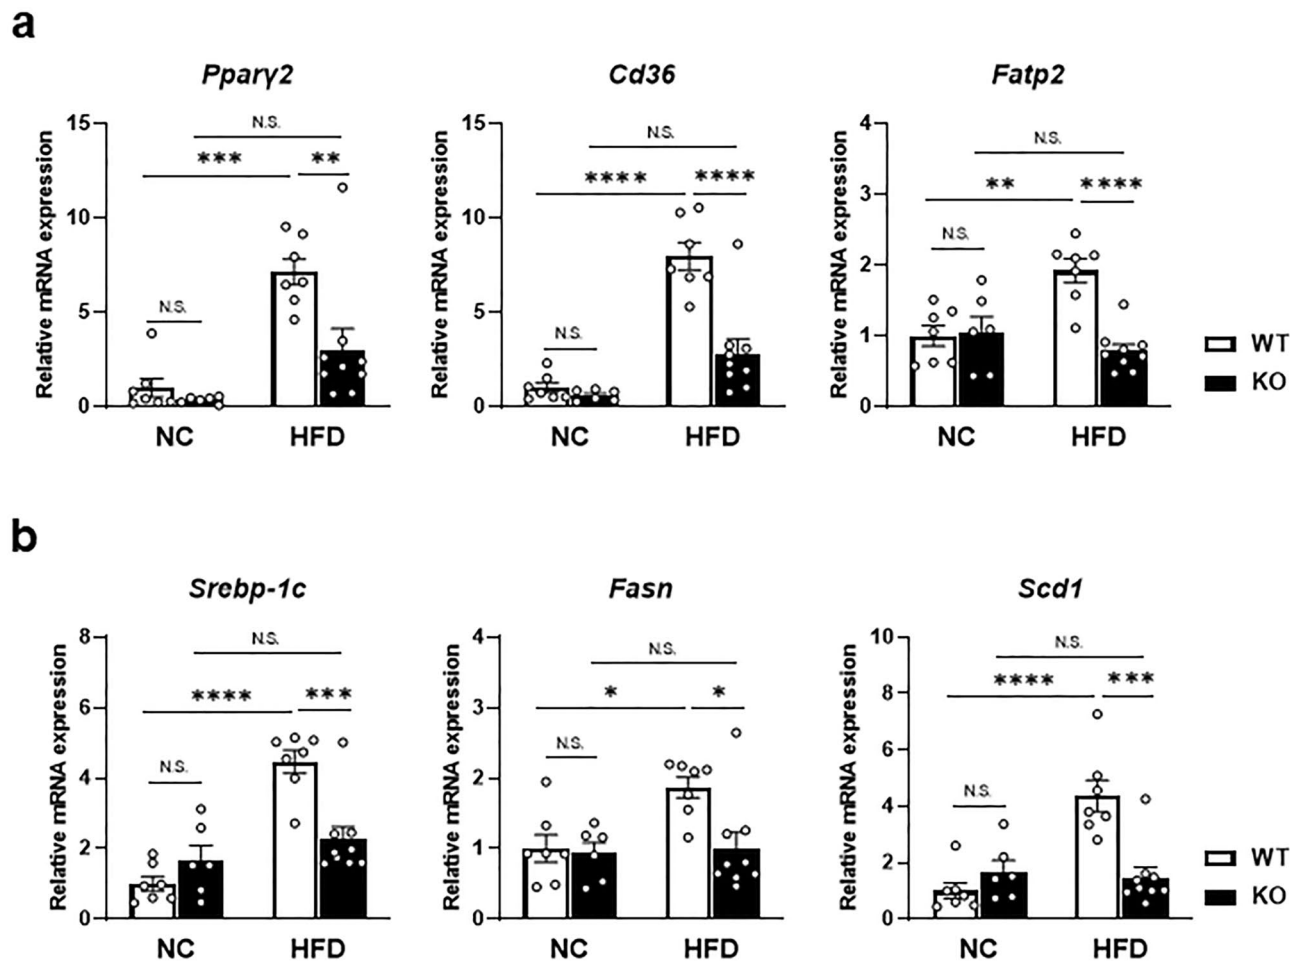 a
Pparγ2
Cd36
Fatp2
Relative mRNA expression
15
10
5
0
N.S.
***
**
N.S.
NC
HFD
Relative mRNA expression
15
10
5
0
N.S.
****
****
N.S.
NC
HFD
Relative mRNA expression
4
3
2
1
0
N.S.
**
****
N.S.
NC
HFD
WT
KO
b
Srebp-1c
Fasn
Scd1
Relative mRNA expression
8
6
4
2
0
N.S.
****
***
N.S.
NC
HFD
Relative mRNA expression
4
3
2
1
0
N.S.
*
*
N.S.
NC
HFD
Relative mRNA expression
10
8
6
4
2
0
N.S.
****
***
N.S.
NC
HFD
WT
KO